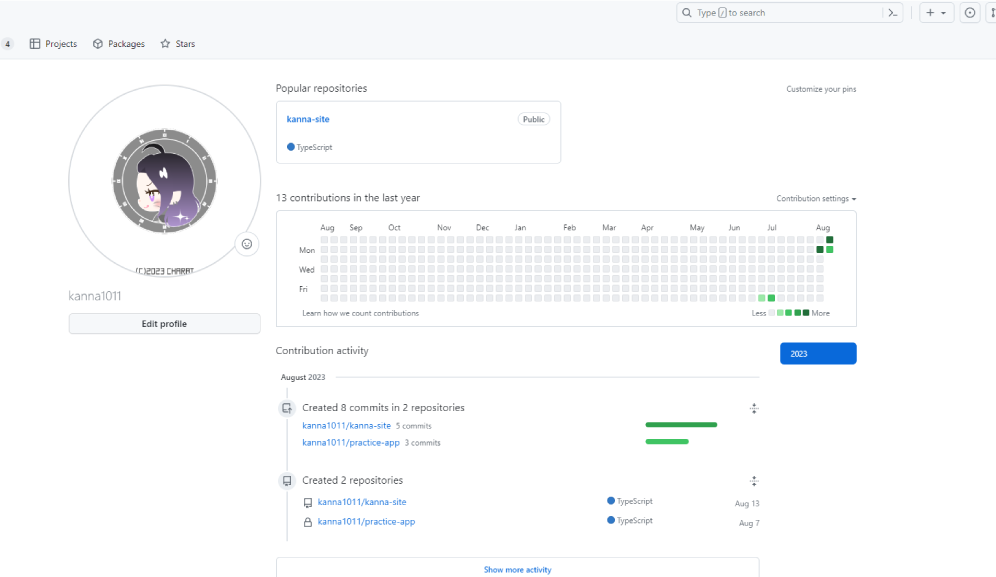 Type / to search
4 Projects Packages Stars
Popular repositories
Customize your pins
kanna-site Public
TypeScript
13 contributions in the last year
Contribution settings
Aug Sep Oct Nov Dec Jan Feb Mar Apr May Jun Jul Aug
Mon
Wed
Fri
Learn how we count contributions
Less More
(C)2023 CHARAT
kanna1011
Edit profile
Contribution activity
2023
August 2023
Created 8 commits in 2 repositories
kanna1011/kanna-site 5 commits
kanna1011/practice-app 3 commits
Created 2 repositories
kanna1011/kanna-site TypeScript Aug 13
kanna1011/practice-app TypeScript Aug 7
Show more activity